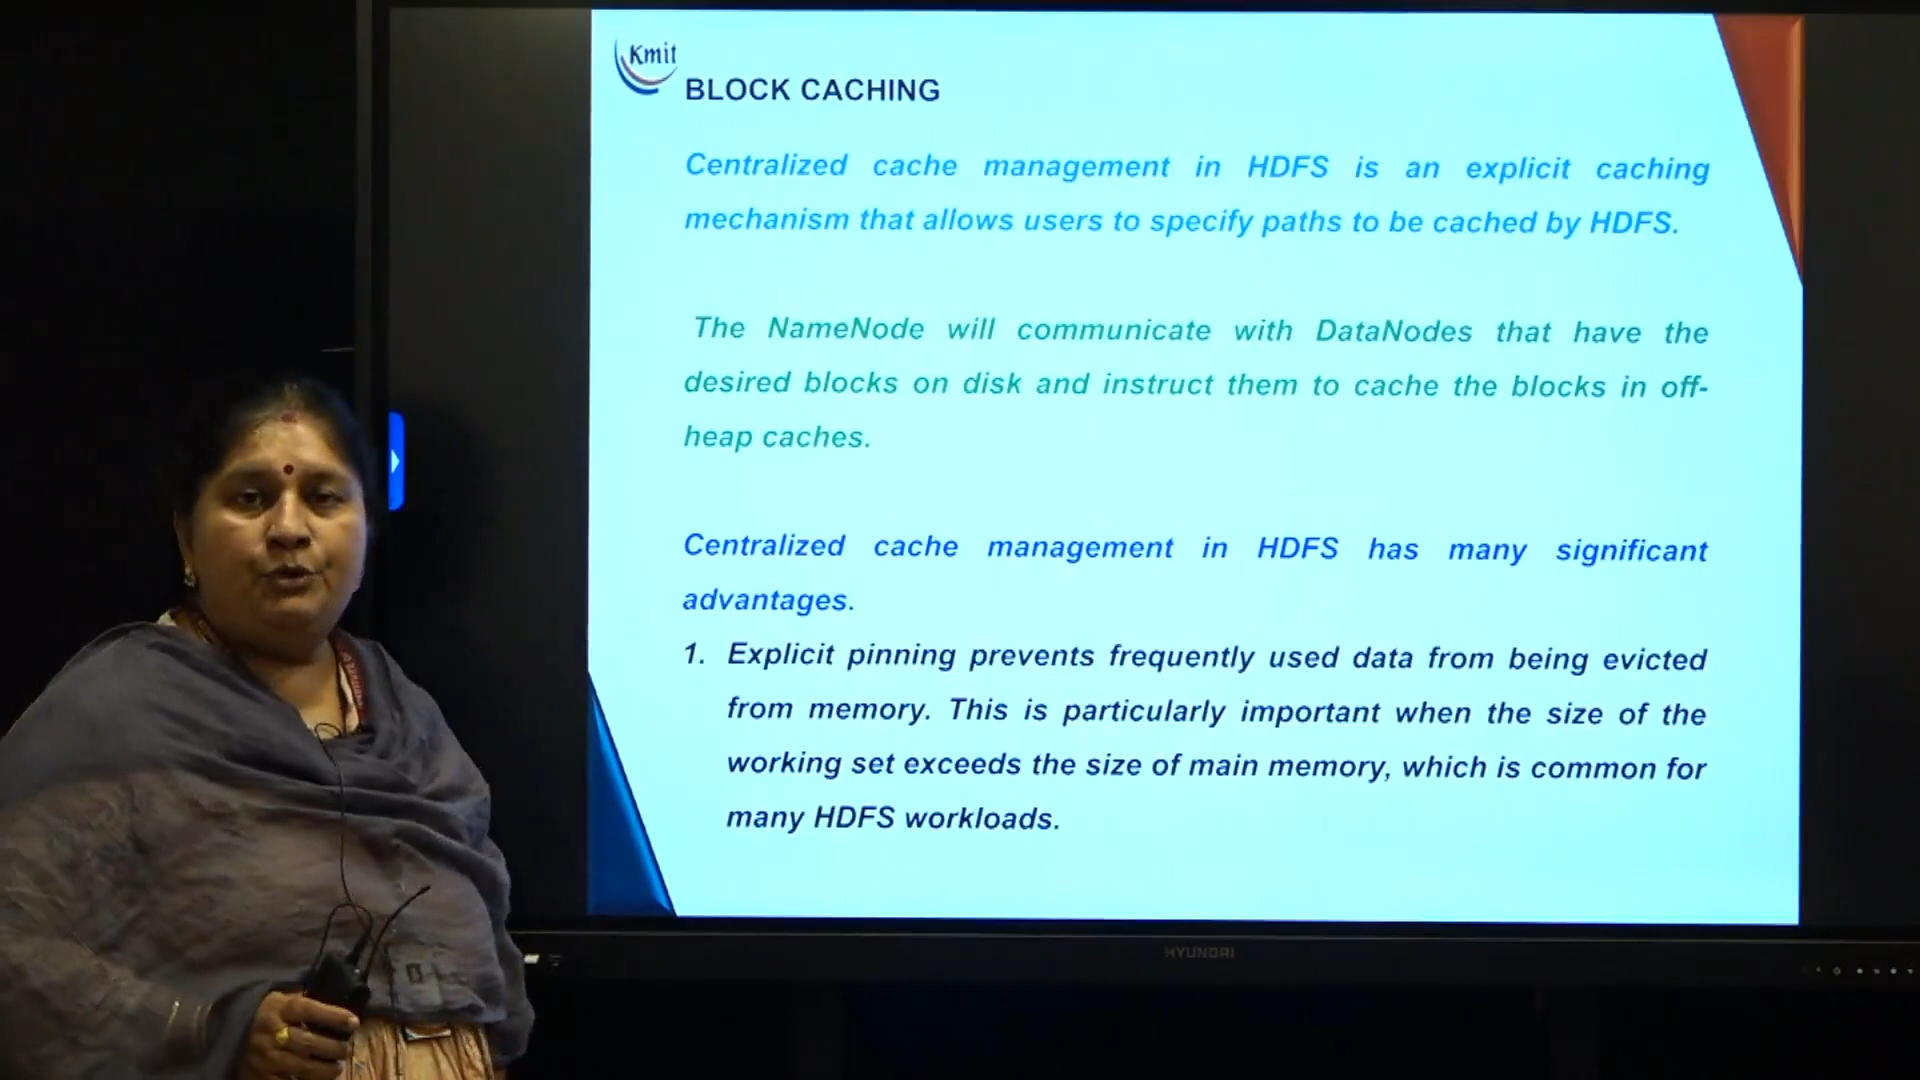 Kmit
BLOCK CACHING
Centralized cache management in HDFS is an explicit caching
mechanism that allows users to specify paths to be cached by HDFS.
The NameNode will communicate with DataNodes that have the
desired blocks on disk and instruct them to cache the blocks in off-
heap caches.
Centralized cache management in HDFS has many significant
advantages.
1. Explicit pinning prevents frequently used data from being evicted
from memory. This is particularly important when the size of the
working set exceeds the size of main memory, which is common for
many HDFS workloads.
HYUNDAI